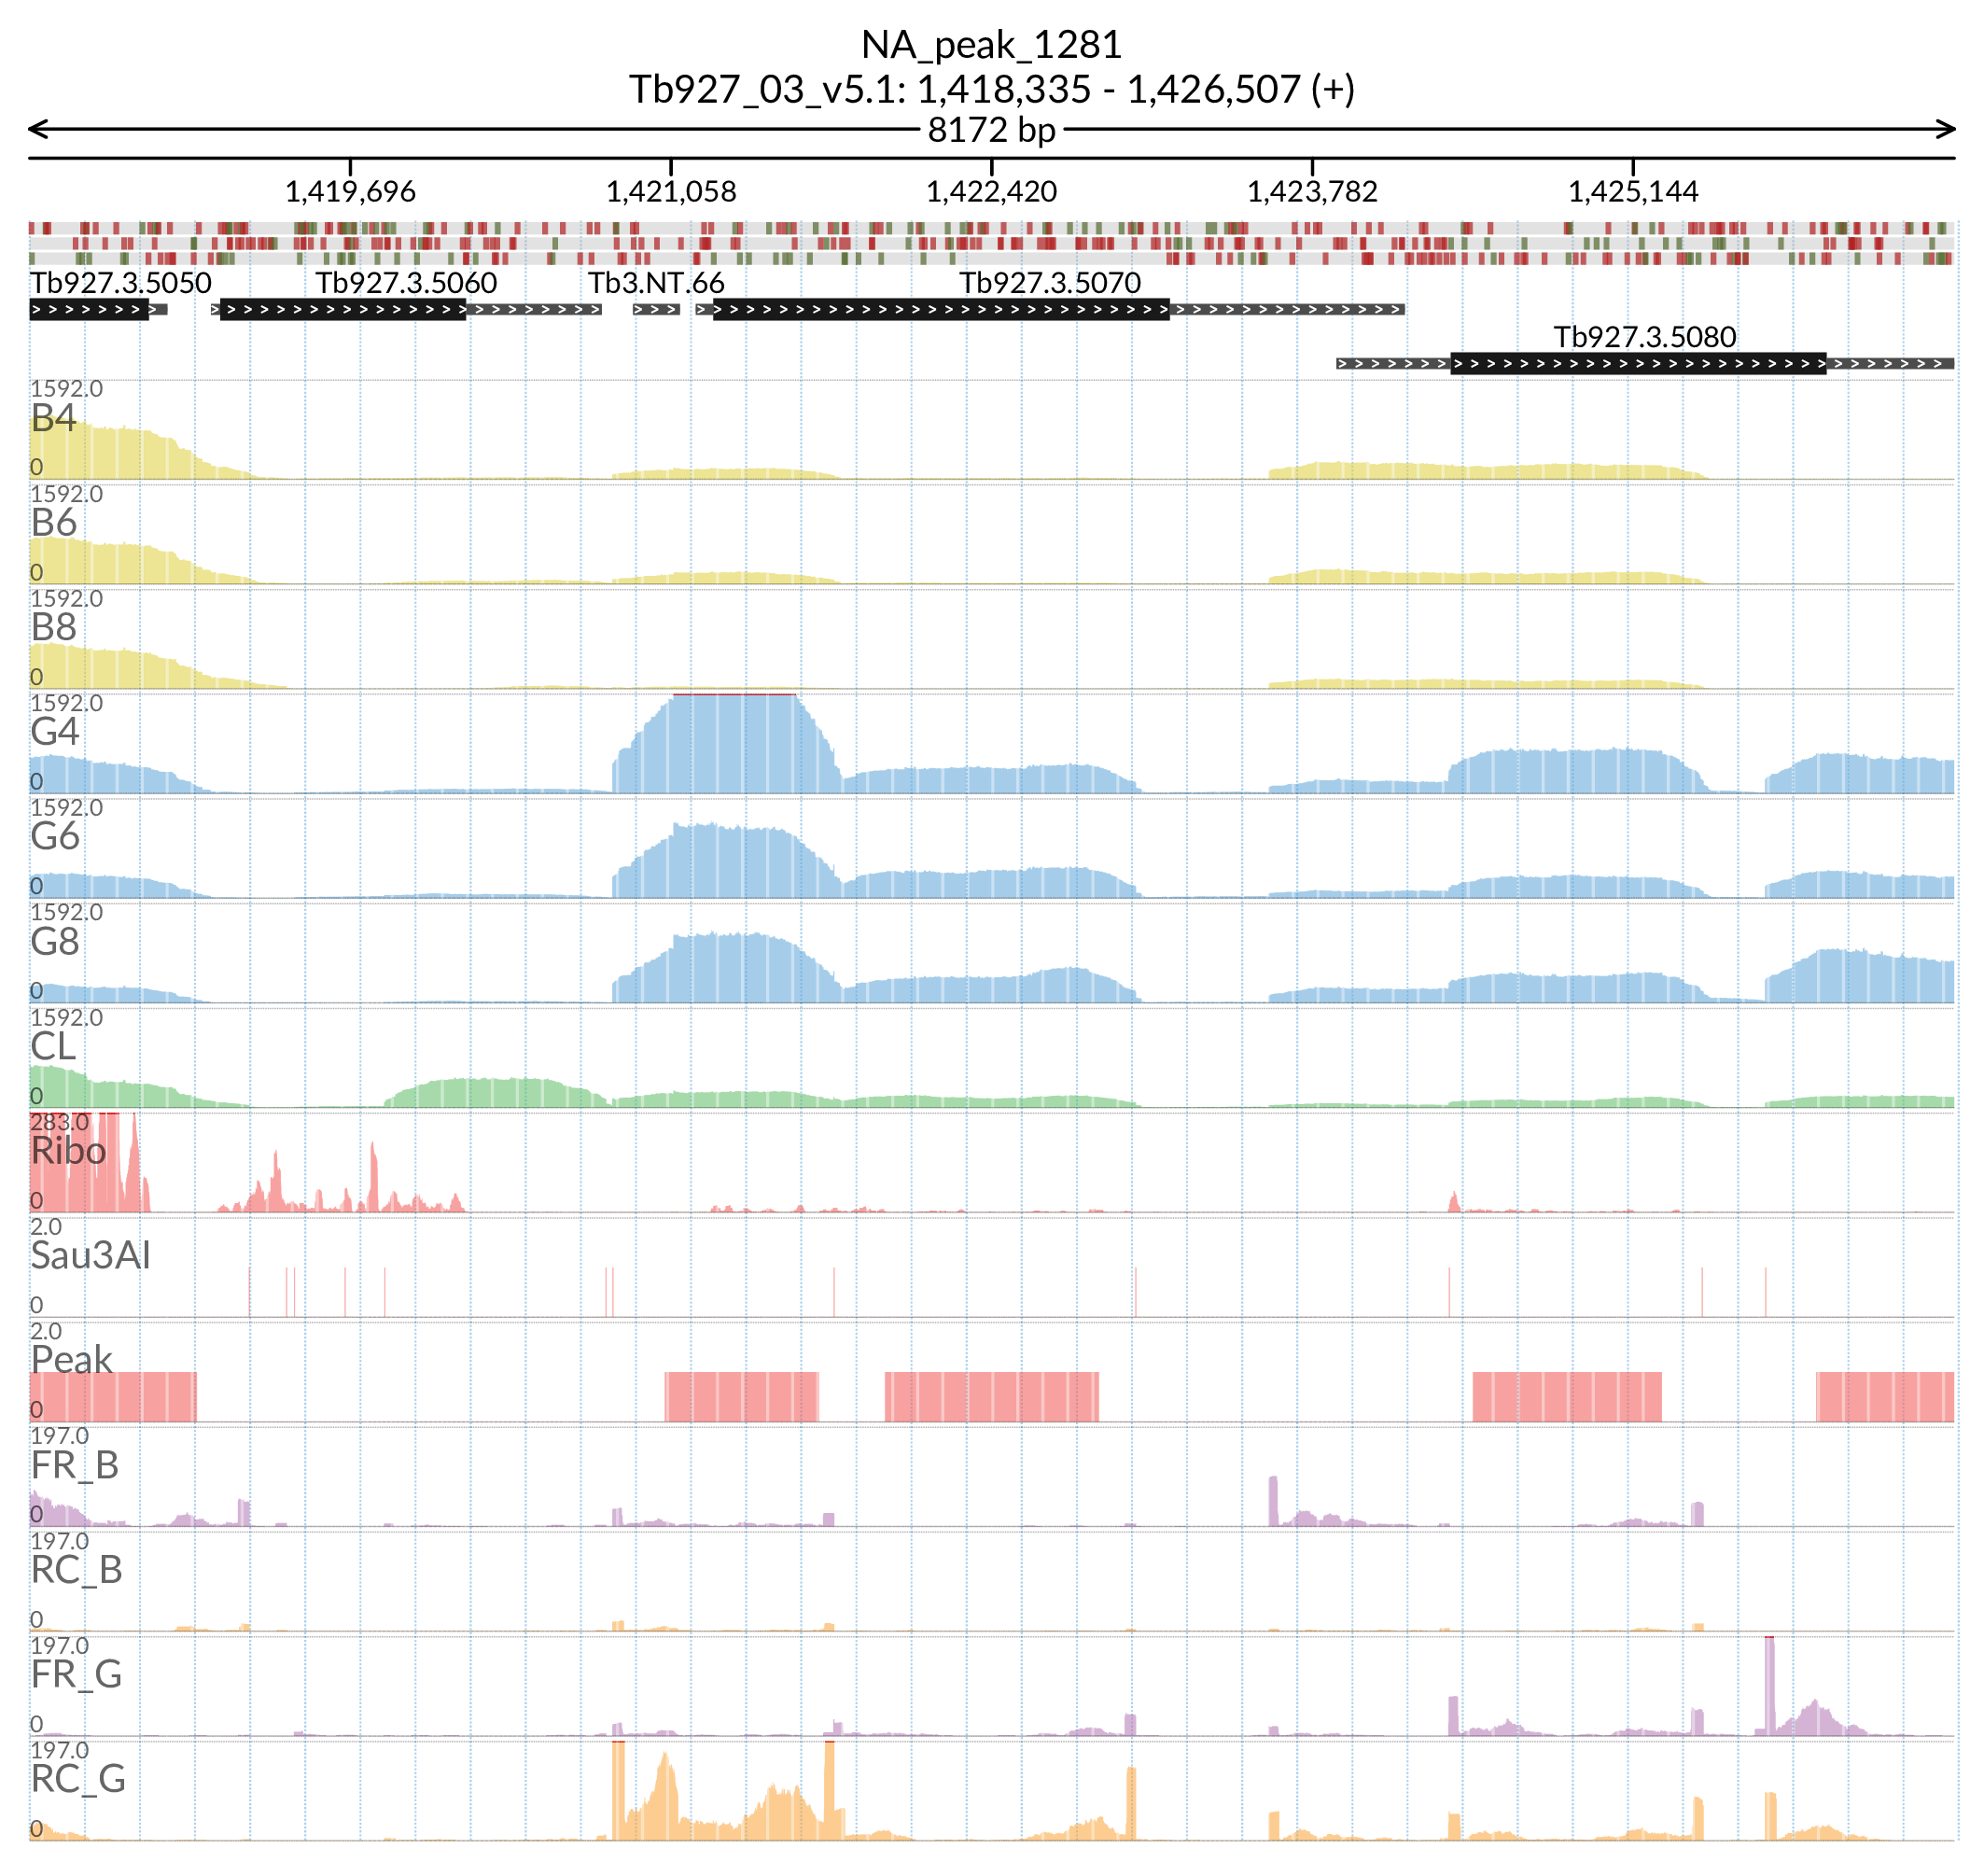 NA_peak_1281
Tb927_03_v5.1: 1,418,335 - 1,426,507 (+)
8172 bp
1,419,696 1,421,058 1,422,420 1,423,782 1,425,144
Tb927.3.5050 Tb927.3.5060 Tb3.NT.66 Tb927.3.5070
Tb927.3.5080
1592.0
B4
0
1592.0
B6
0
1592.0
B8
0
1592.0
G4
0
1592.0
G6
0
1592.0
G8
0
1592.0
CL
0
283.0
Ribo
0
2.0
Sau3AI
0
2.0
Peak
0
197.0
FR_B
0
197.0
RC_B
0
197.0
FR_G
0
197.0
RC_G
0